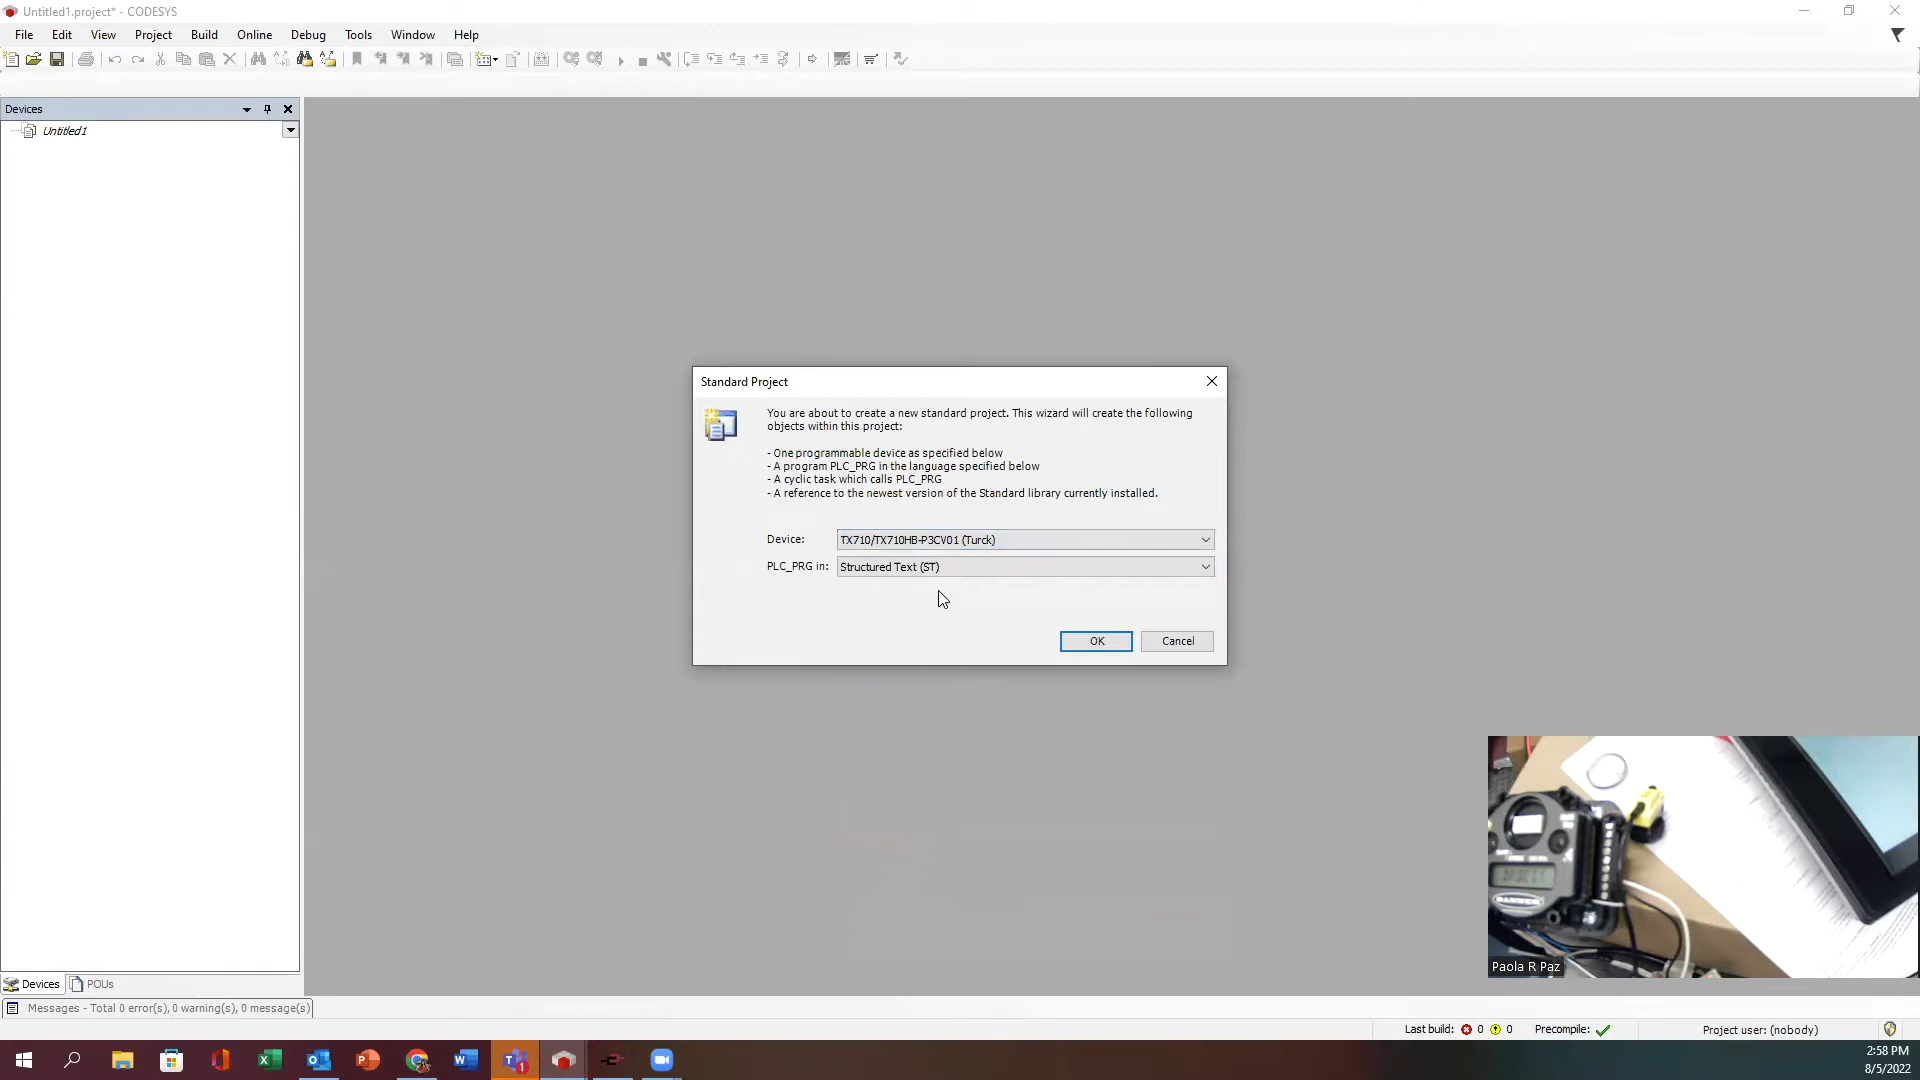 Untitled1.project* - CODESYS
File Edit View Project Build Online Debug Tools Window Help
Devices
Untitled1
Standard Project
You are about to create a new standard project. This wizard will create the following
objects within this project:
- One programmable device as specified below
- A program PLC_PRG in the language specified below
- A cyclic task which calls PLC_PRG
- A reference to the newest version of the Standard library currently installed.
Device: TX710/TX710HB-P3CV01 (Turck)
PLC_PRG in: Structured Text (ST)
OK Cancel
BANNER
Paola R Paz
Devices POUs
Messages - Total 0 error(s), 0 warning(s), 0 message(s)
Last build: 0 0 Precompile: Project user: (nobody)
2:58 PM
8/5/2022